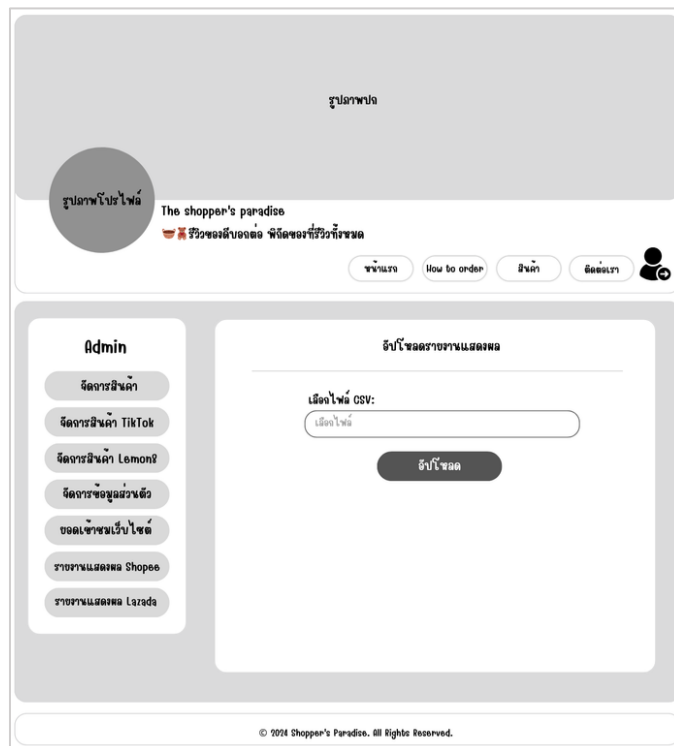 รูปภาพปก
รูปภาพโปรไฟล์
The shopper's paradise
รีวิวของดีบอกต่อ พิกัดของที่รีวิวทั้งหมด
หน้าแรก
How to order
สินค้า
ติดต่อเรา
Admin
จัดการสินค้า
จัดการสินค้า TikTok
จัดการสินค้า Lemon8
จัดการข้อมูลส่วนตัว
ยอดเข้าชมเว็บไซต์
รายงานแสดงผล Shopee
รายงานแสดงผล Lazada
อัปโหลดรายงานแสดงผล
เลือกไฟล์ CSV:
เลือกไฟล์
อัปโหลด
© 2024 Shopper's Paradise. All Rights Reserved.